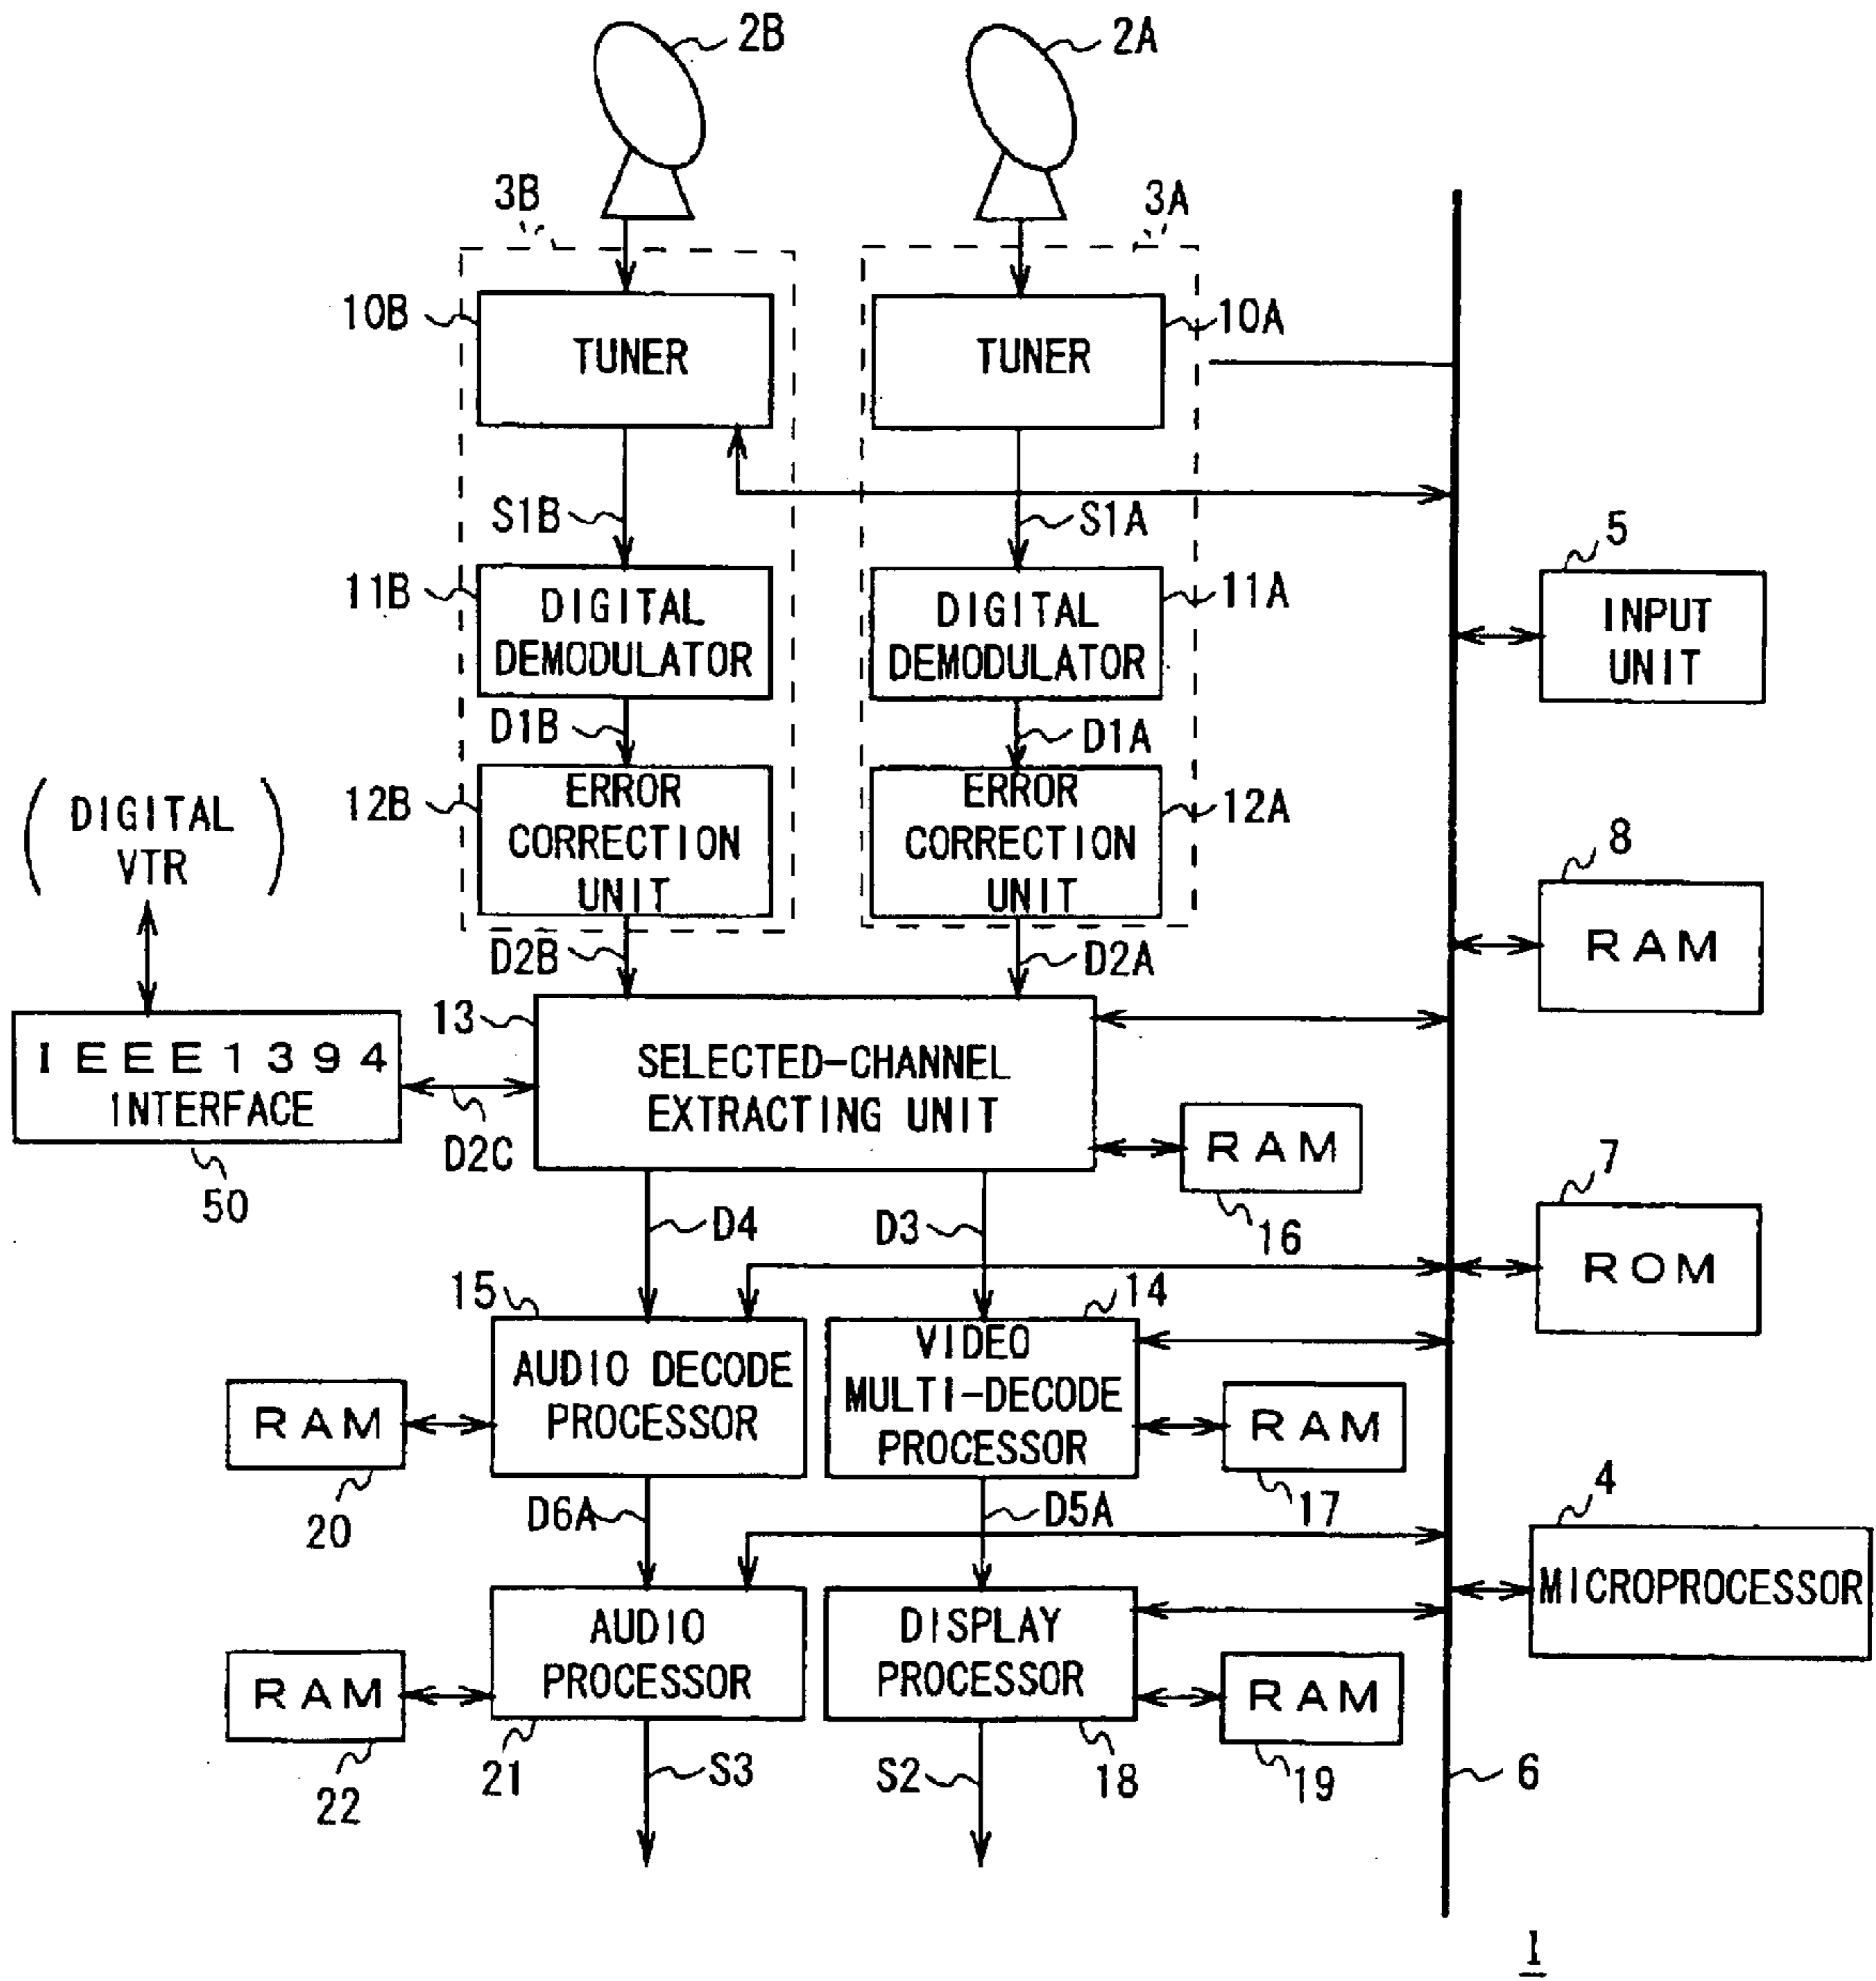 2B
2A
3B
3A
10B
TUNER
TUNER
10A
S1B
S1A
5
11B
DIGITAL
DEMODULATOR
DIGITAL
DEMODULATOR
11A
INPUT
UNIT
D1B
D1A
(DIGITAL
VTR)
12B
ERROR
CORRECTION
UNIT
ERROR
CORRECTION
UNIT
12A
8
RAM
D2B
D2A
13
IEEE1394
INTERFACE
SELECTED-CHANNEL
EXTRACTING UNIT
D2C
RAM
7
50
D4
D3
16
ROM
15
14
AUDIO DECODE
PROCESSOR
VIDEO
MULTI-DECODE
PROCESSOR
RAM
RAM
4
20
D6A
D5A
17
MICROPROCESSOR
AUDIO
PROCESSOR
DISPLAY
PROCESSOR
RAM
RAM
22
21
S3
S2
18
19
6
1